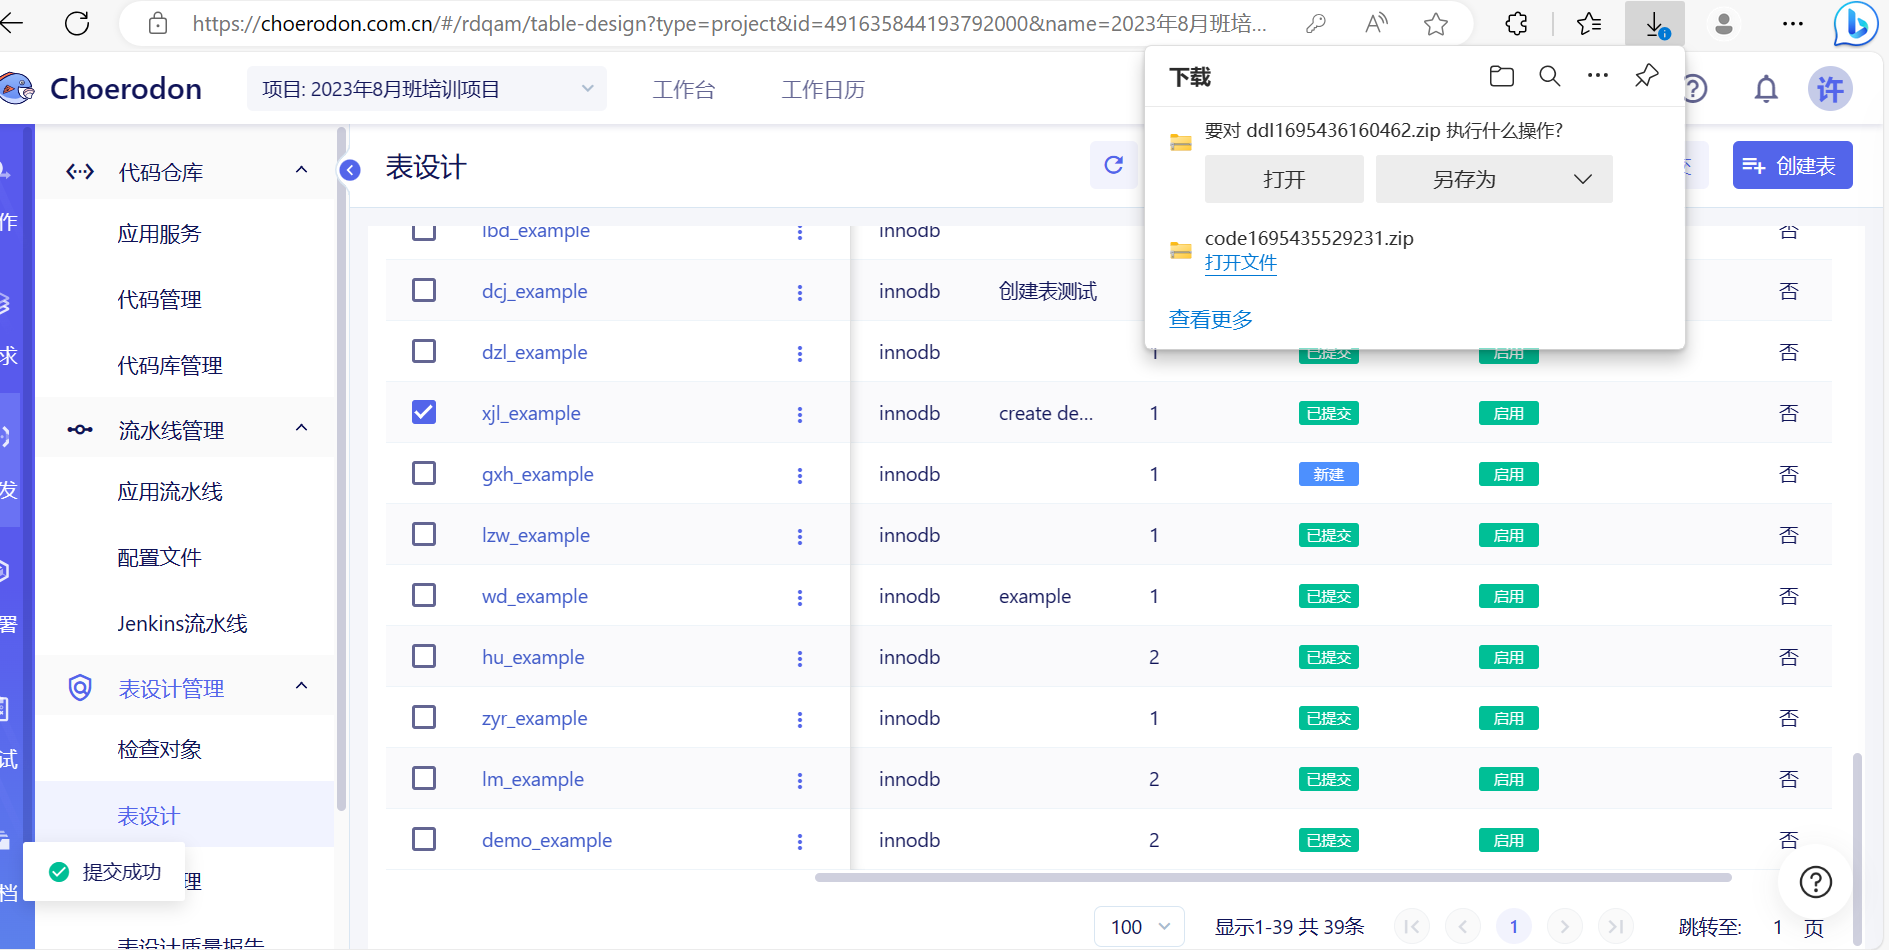 https://choerodon.com.cn/#/rdqam/table-design?type=project&id=491635844193792000&name=2023年8月班培...
Choerodon
项目: 2023年8月班培训项目
工作台
工作日历
许
下载
要对 ddl1695436160462.zip 执行什么操作?
打开
另存为
code1695435529231.zip
打开文件
查看更多
作
求
发
署
试
档
代码仓库
应用服务
代码管理
代码库管理
流水线管理
应用流水线
配置文件
Jenkins流水线
表设计管理
检查对象
表设计
理
表设计质量报告
提交成功
表设计
交
创建表
lbd_example innodb 否
dcj_example innodb 创建表测试 否
dzl_example innodb 1 已提交 启用 否
xjl_example innodb create de... 1 已提交 启用 否
gxh_example innodb 1 新建 启用 否
lzw_example innodb 1 已提交 启用 否
wd_example innodb example 1 已提交 启用 否
hu_example innodb 2 已提交 启用 否
zyr_example innodb 1 已提交 启用 否
lm_example innodb 2 已提交 启用 否
demo_example innodb 2 已提交 启用 否
100 显示1-39 共 39条 1 跳转至: 1 页